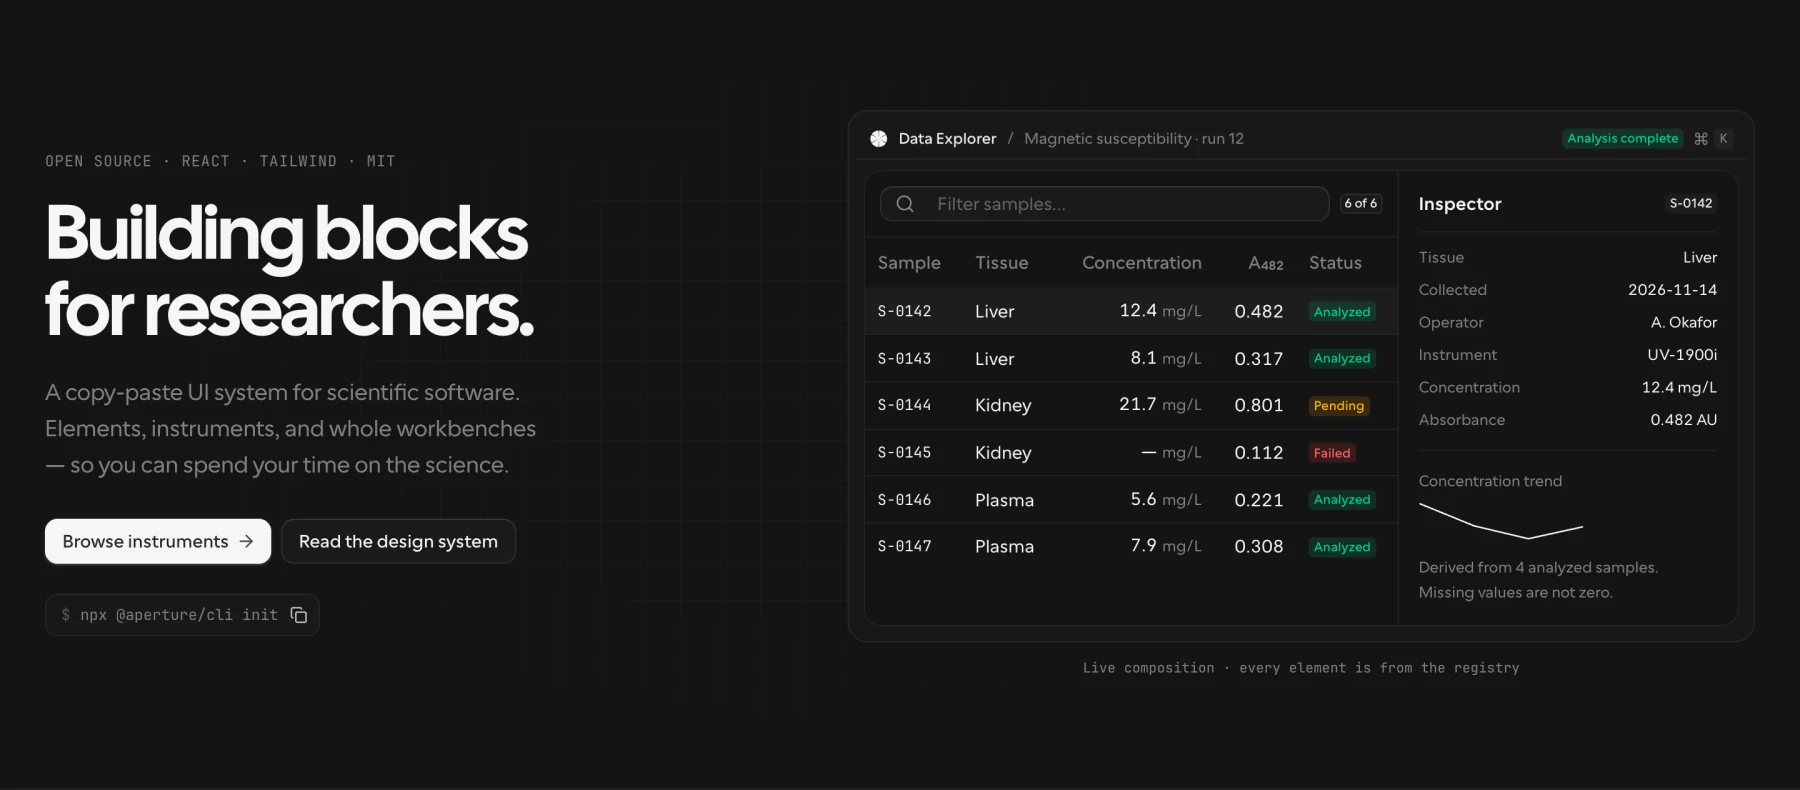 OPEN SOURCE · REACT · TAILWIND · MIT
Building blocks
for researchers.
A copy-paste UI system for scientific software.
Elements, instruments, and whole workbenches
— so you can spend your time on the science.
Browse instruments →
Read the design system
$ npx @aperture/cli init
Data Explorer / Magnetic susceptibility · run 12
Analysis complete ⌘ K
Filter samples...
6 of 6
Sample Tissue Concentration A₄₈₂ Status
S-0142 Liver 12.4 mg/L 0.482 Analyzed
S-0143 Liver 8.1 mg/L 0.317 Analyzed
S-0144 Kidney 21.7 mg/L 0.801 Pending
S-0145 Kidney — mg/L 0.112 Failed
S-0146 Plasma 5.6 mg/L 0.221 Analyzed
S-0147 Plasma 7.9 mg/L 0.308 Analyzed
Inspector S-0142
Tissue Liver
Collected 2026-11-14
Operator A. Okafor
Instrument UV-1900i
Concentration 12.4 mg/L
Absorbance 0.482 AU
Concentration trend
Derived from 4 analyzed samples.
Missing values are not zero.
Live composition · every element is from the registry